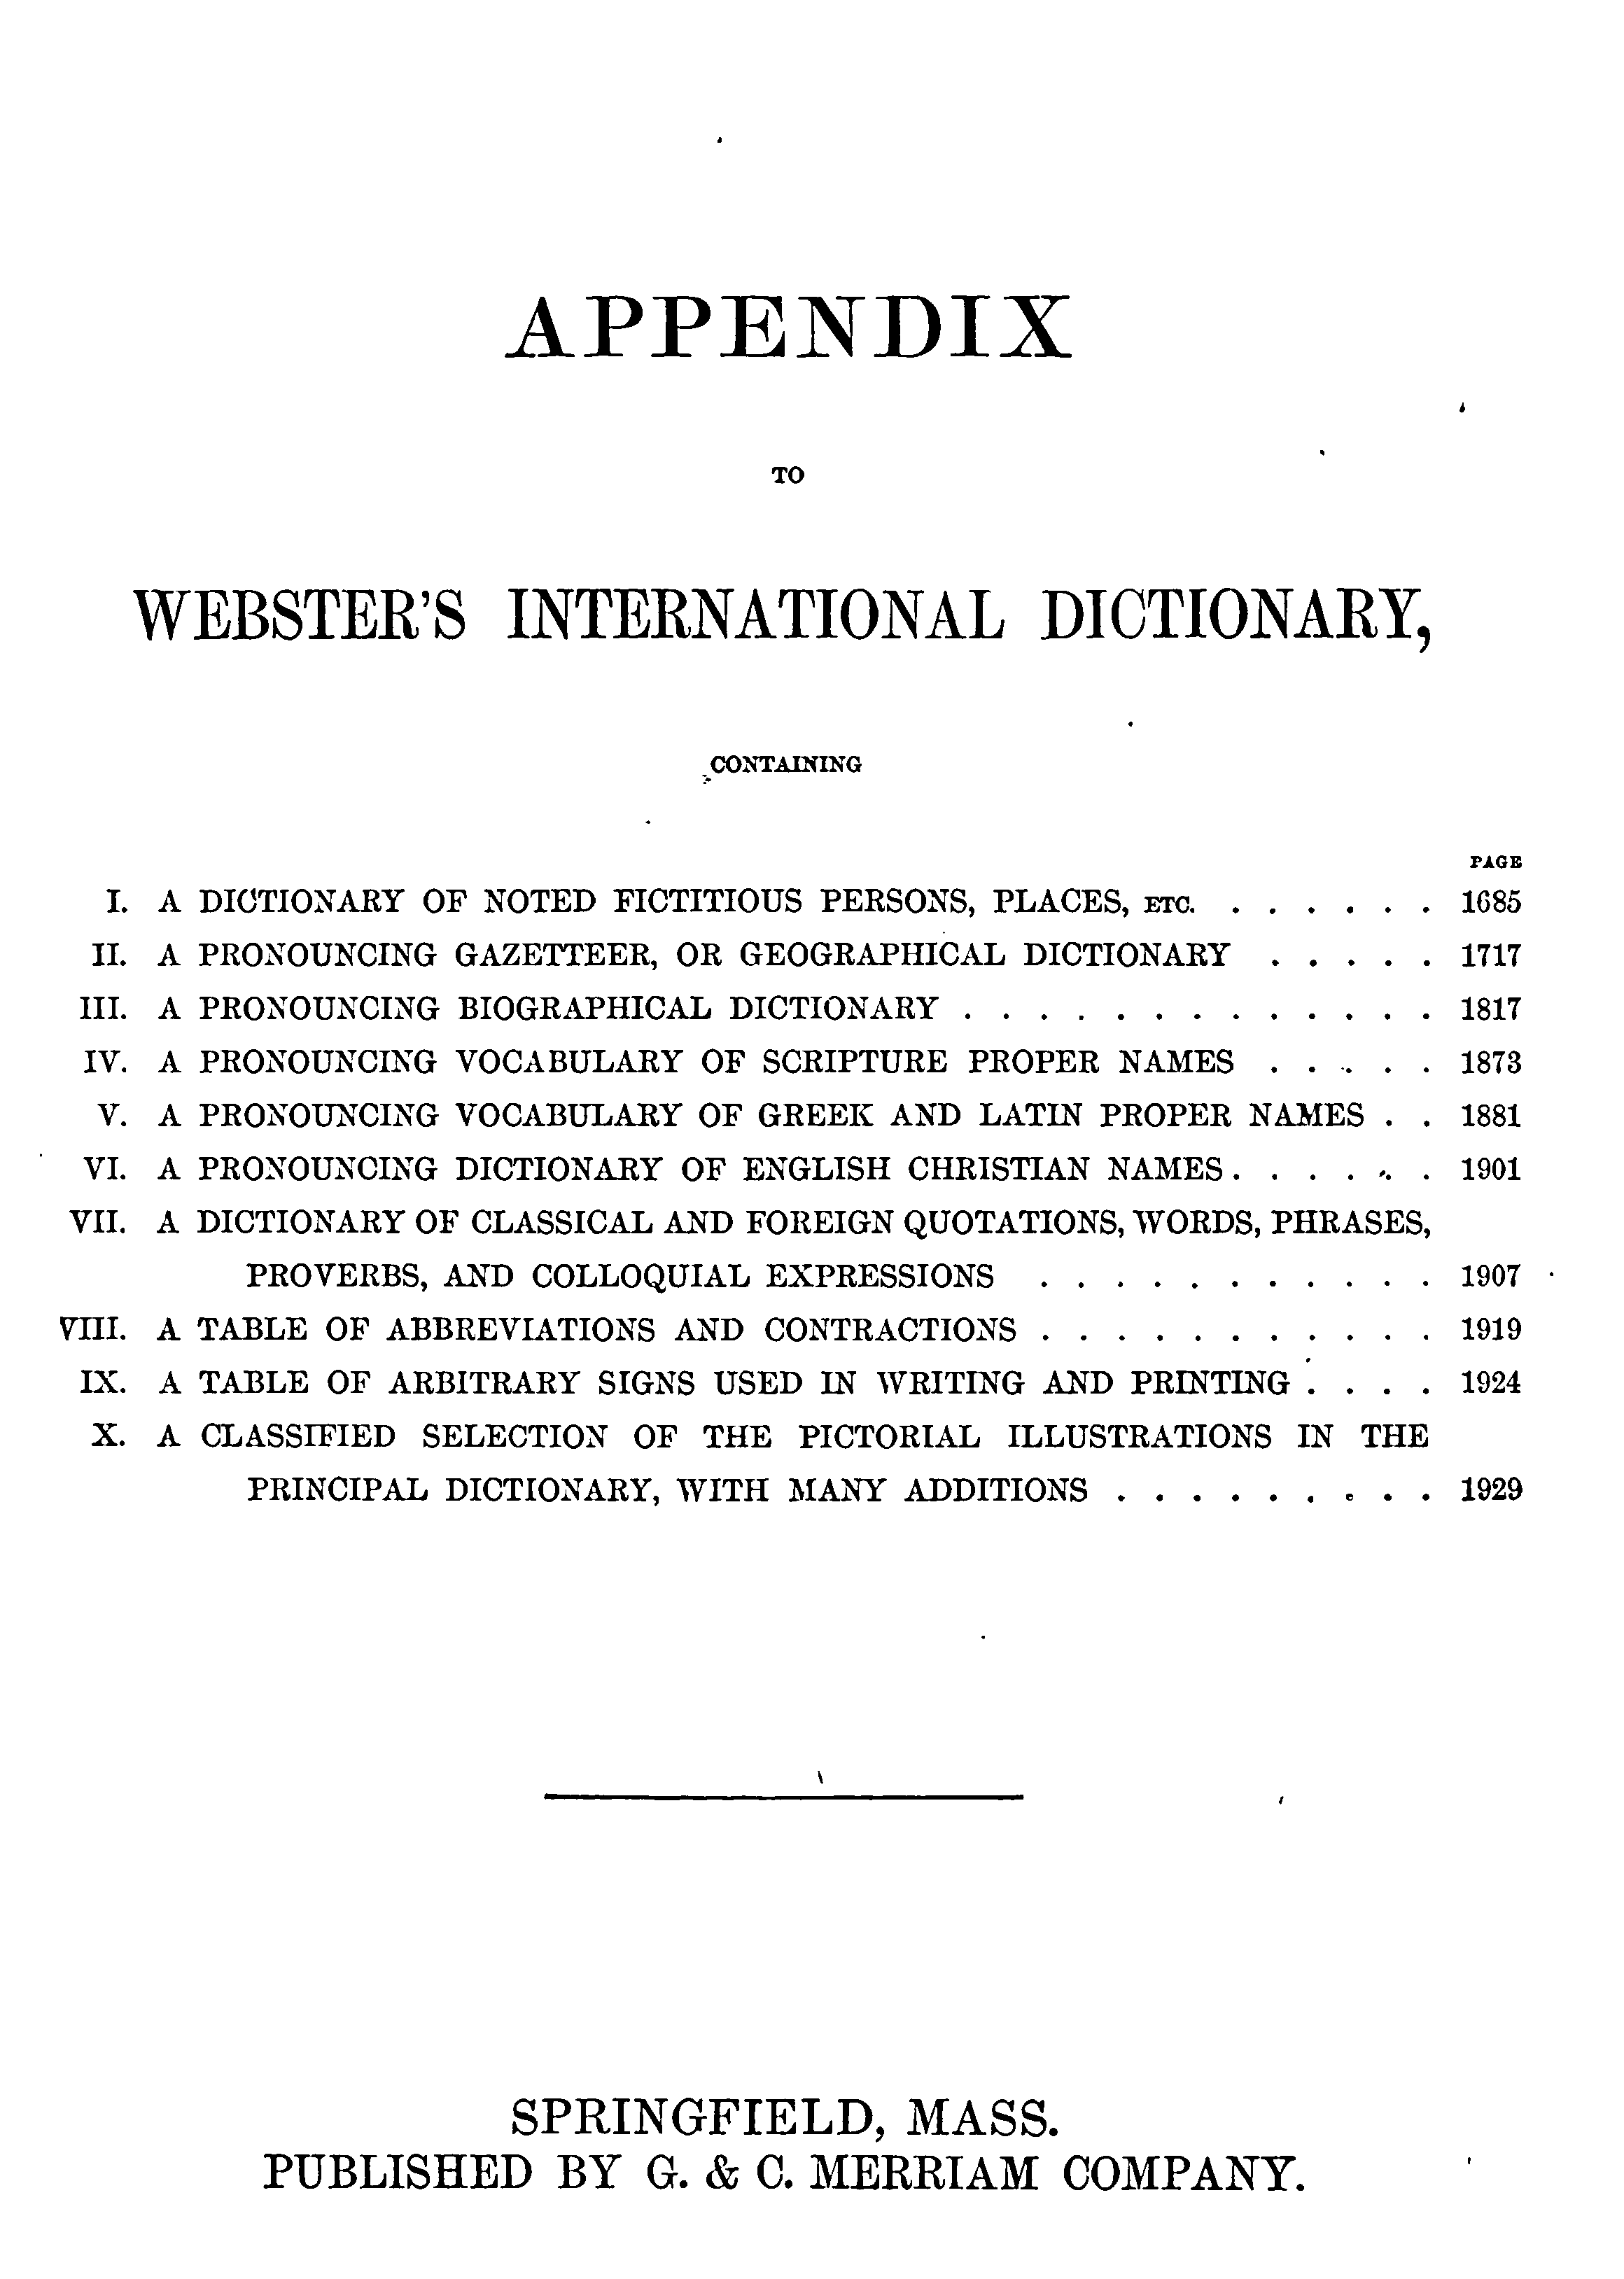 APPENDIX
TO
WEBSTER'S INTERNATIONAL DICTIONARY,
CONTAINING
PAGE
I. A DICTIONARY OF NOTED FICTITIOUS PERSONS, PLACES, ETC. . . . . . . 1685
II. A PRONOUNCING GAZETTEER, OR GEOGRAPHICAL DICTIONARY . . . . . 1717
III. A PRONOUNCING BIOGRAPHICAL DICTIONARY . . . . . . . . . . . . . 1817
IV. A PRONOUNCING VOCABULARY OF SCRIPTURE PROPER NAMES . . . . . 1873
V. A PRONOUNCING VOCABULARY OF GREEK AND LATIN PROPER NAMES . . 1881
VI. A PRONOUNCING DICTIONARY OF ENGLISH CHRISTIAN NAMES . . . . . . 1901
VII. A DICTIONARY OF CLASSICAL AND FOREIGN QUOTATIONS, WORDS, PHRASES,
PROVERBS, AND COLLOQUIAL EXPRESSIONS . . . . . . . . . . . 1907
VIII. A TABLE OF ABBREVIATIONS AND CONTRACTIONS . . . . . . . . . . . 1919
IX. A TABLE OF ARBITRARY SIGNS USED IN WRITING AND PRINTING . . . . 1924
X. A CLASSIFIED SELECTION OF THE PICTORIAL ILLUSTRATIONS IN THE
PRINCIPAL DICTIONARY, WITH MANY ADDITIONS . . . . . . . . . 1929
SPRINGFIELD, MASS.
PUBLISHED BY G. & C. MERRIAM COMPANY.